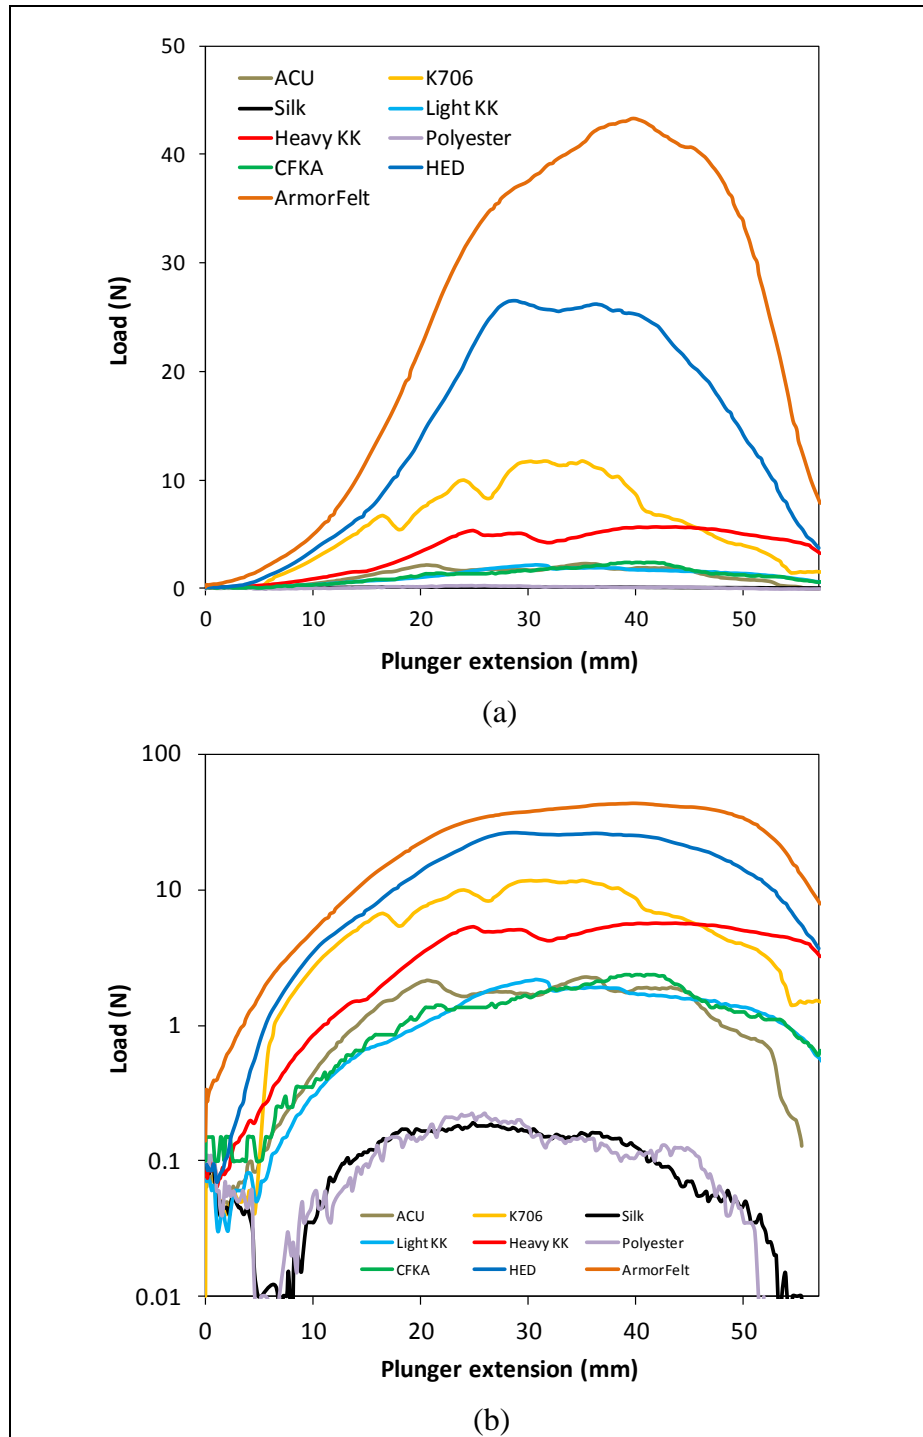 50
40
30
20
10
0
Load (N)
ACU K706
Silk Light KK
Heavy KK Polyester
CFKA HED
ArmorFelt
0 10 20 30 40 50
Plunger extension (mm)
(a)
100
10
1
0.1
0.01
Load (N)
ACU K706 Silk
Light KK Heavy KK Polyester
CFKA HED ArmorFelt
0 10 20 30 40 50
Plunger extension (mm)
(b)